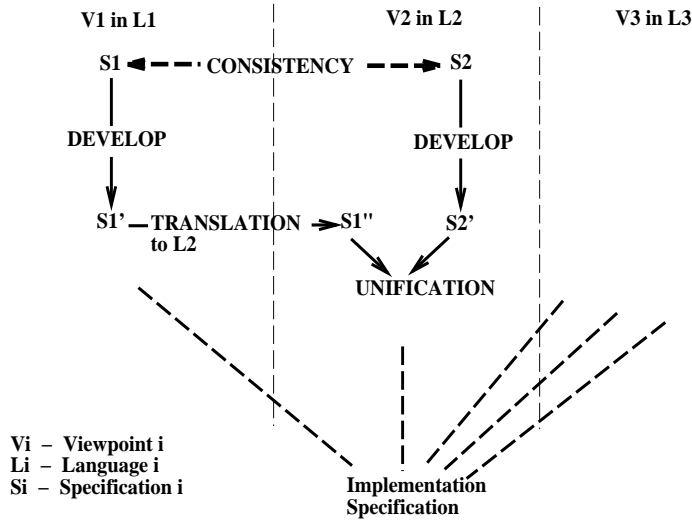 V1 in L1 V2 in L2 V3 in L3
S1 CONSISTENCY S2
DEVELOP DEVELOP
S1' TRANSLATION S1'' S2'
to L2
UNIFICATION
Vi – Viewpoint i
Li – Language i
Si – Specification i
Implementation
Specification